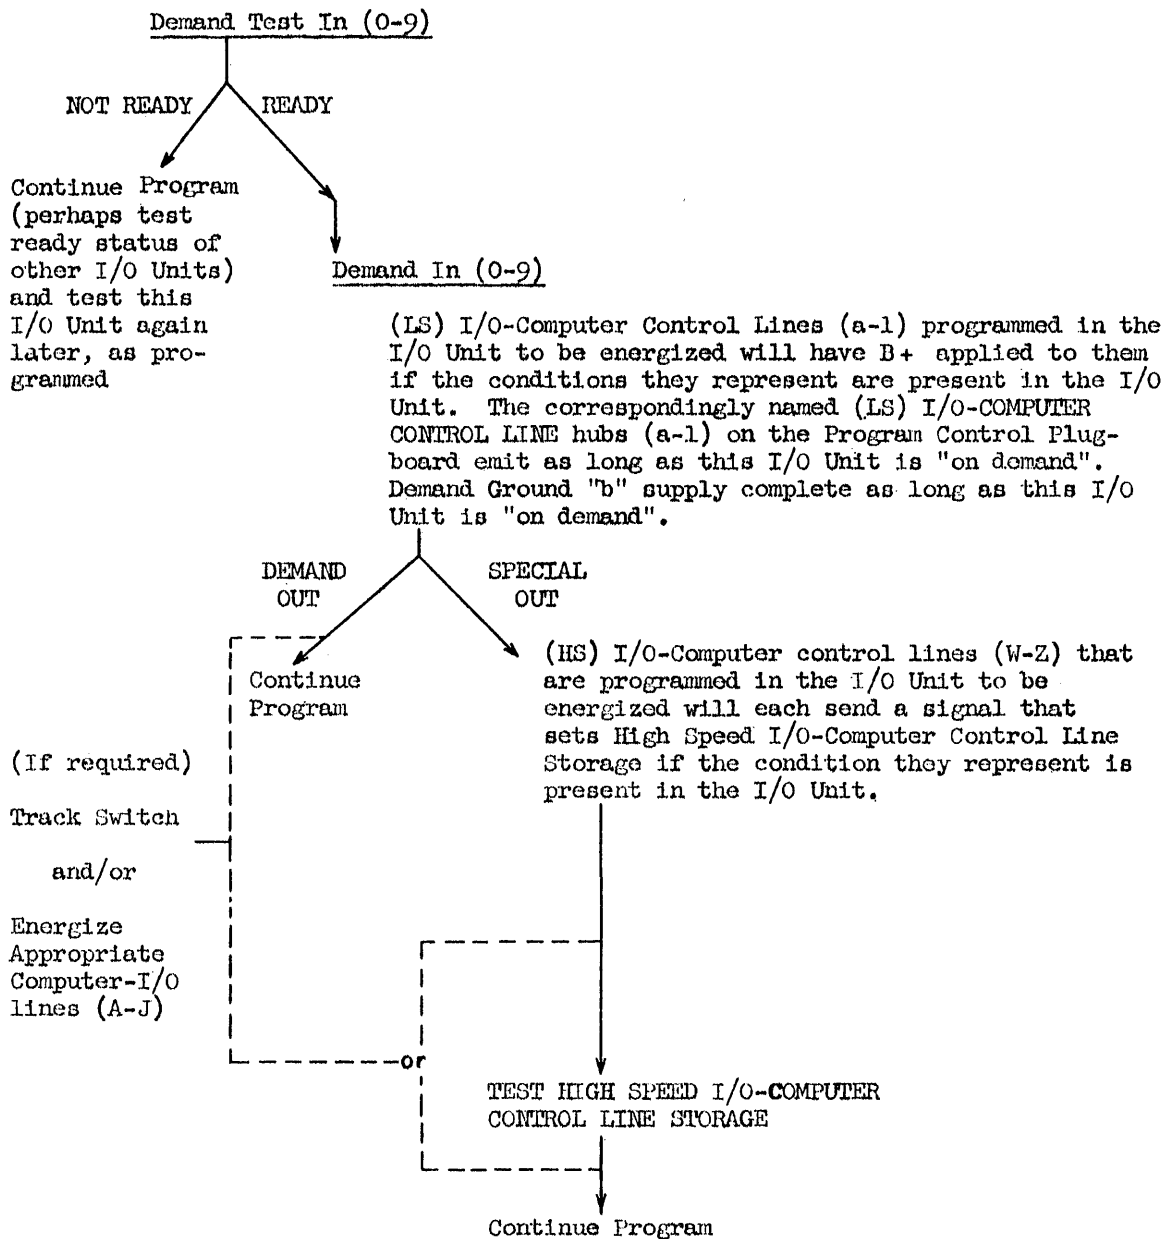 Demand Test In (0-9)
NOT READY
READY
Continue Program
(perhaps test
ready status of
other I/O Units)
and test this
I/O Unit again
later, as pro-
grammed
Demand In (0-9)
(LS) I/O-Computer Control Lines (a-l) programmed in the
I/O Unit to be energized will have B+ applied to them
if the conditions they represent are present in the I/O
Unit. The correspondingly named (LS) I/O-COMPUTER
CONTROL LINE hubs (a-l) on the Program Control Plug-
board emit as long as this I/O Unit is "on demand".
Demand Ground "b" supply complete as long as this I/O
Unit is "on demand".
DEMAND
OUT
SPECIAL
OUT
Continue
Program
(HS) I/O-Computer control lines (W-Z) that
are programmed in the I/O Unit to be
energized will each send a signal that
sets High Speed I/O-Computer Control Line
Storage if the condition they represent is
present in the I/O Unit.
(If required)
Track Switch
and/or
Energize
Appropriate
Computer-I/O
lines (A-J)
or
TEST HIGH SPEED I/O-COMPUTER
CONTROL LINE STORAGE
Continue Program